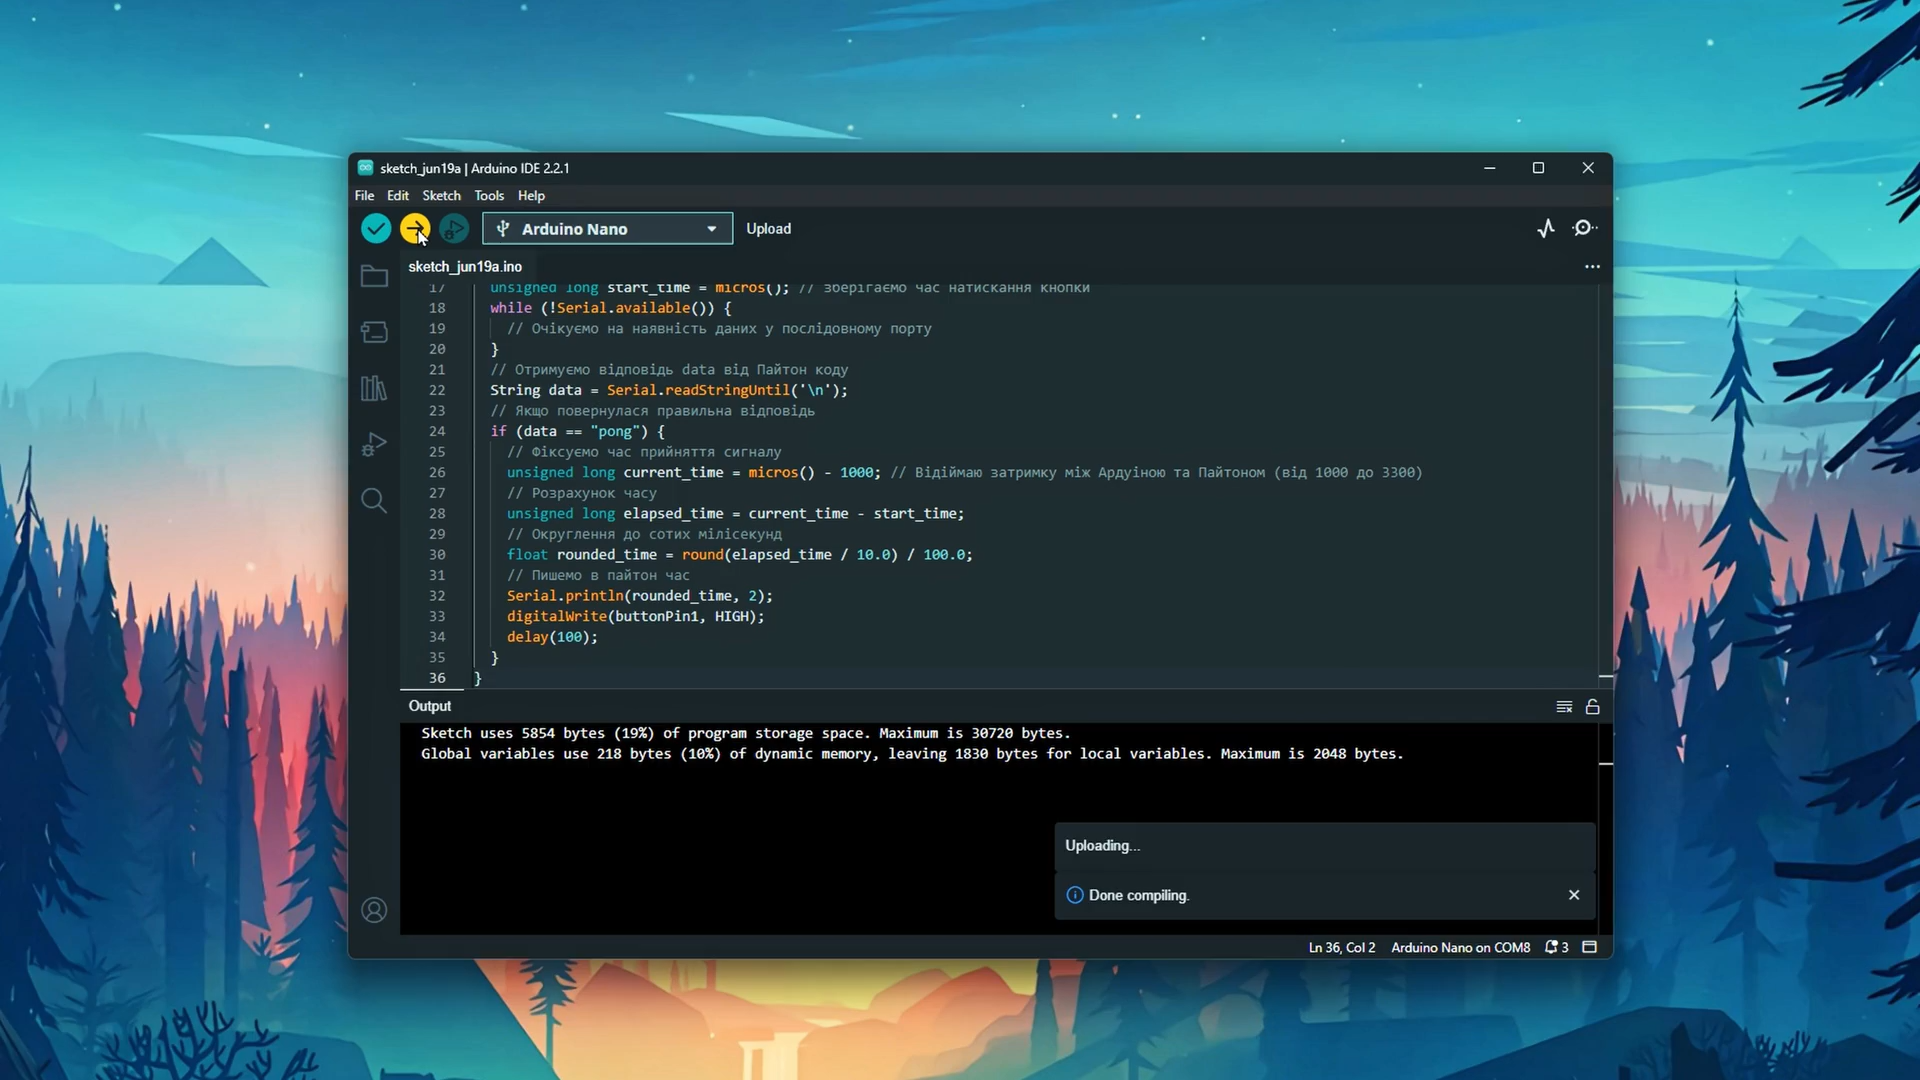 sketch_jun19a | Arduino IDE 2.2.1
File Edit Sketch Tools Help
Arduino Nano
Upload
sketch_jun19a.ino
17 unsigned long start_time = micros(); // зберігаємо час натискання кнопки
18 while (!Serial.available()) {
19 // Очікуємо на наявність даних у послідовному порту
20 }
21 // Отримуємо відповідь data від Пайтон коду
22 String data = Serial.readStringUntil('\n');
23 // Якщо повернулася правильна відповідь
24 if (data == "pong") {
25 // Фіксуємо час прийняття сигналу
26 unsigned long current_time = micros() - 1000; // Відіймаю затримку між Ардуіною та Пайтоном (від 1000 до 3300)
27 // Розрахунок часу
28 unsigned long elapsed_time = current_time - start_time;
29 // Округлення до сотих мілісекунд
30 float rounded_time = round(elapsed_time / 10.0) / 100.0;
31 // Пишемо в пайтон час
32 Serial.println(rounded_time, 2);
33 digitalWrite(buttonPin1, HIGH);
34 delay(100);
35 }
36 }
Output
Sketch uses 5854 bytes (19%) of program storage space. Maximum is 30720 bytes.
Global variables use 218 bytes (10%) of dynamic memory, leaving 1830 bytes for local variables. Maximum is 2048 bytes.
Uploading...
Done compiling.
Ln 36, Col 2 Arduino Nano on COM8 3